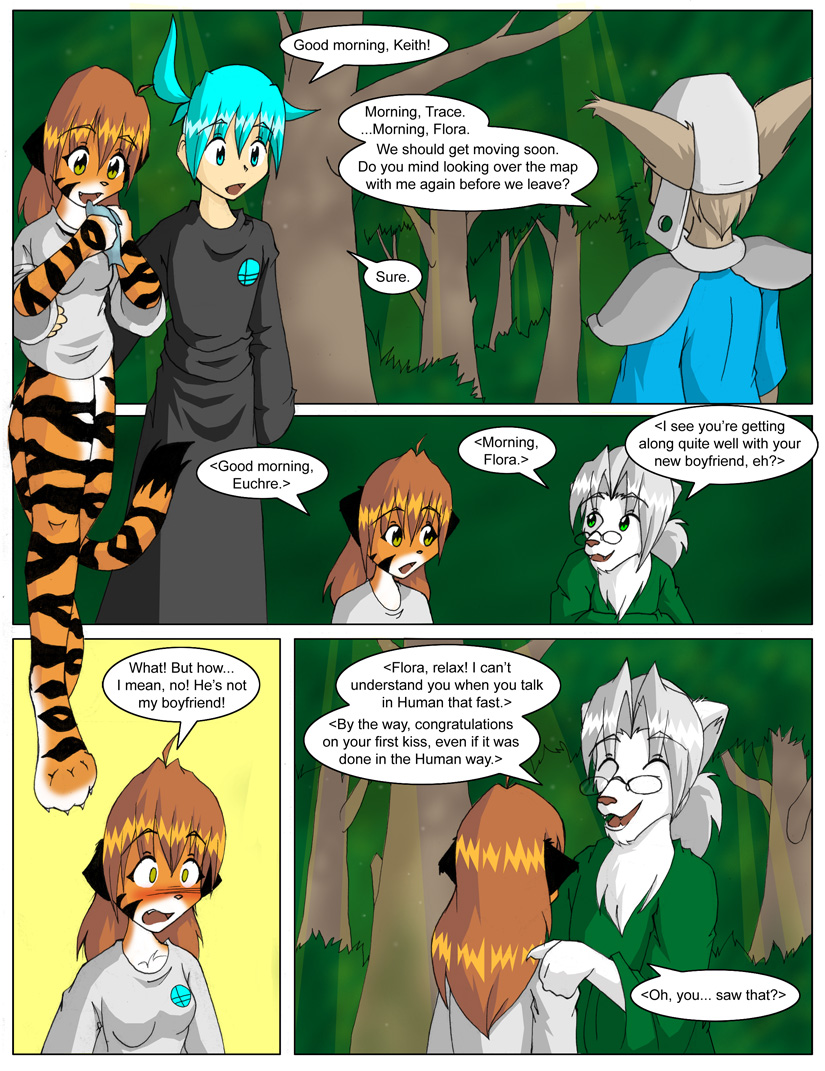 Good morning, Keith!
Morning, Trace.
...Morning, Flora.
We should get moving soon.
Do you mind looking over the map
with me again before we leave?
Sure.
<Good morning,
Euchre.>
<Morning,
Flora.>
<I see you're getting
along quite well with your
new boyfriend, eh?>
What! But how...
I mean, no! He's not
my boyfriend!
<Flora, relax! I can't
understand you when you talk
in Human that fast.>
<By the way, congratulations
on your first kiss, even if it was
done in the Human way.>
<Oh, you... saw that?>